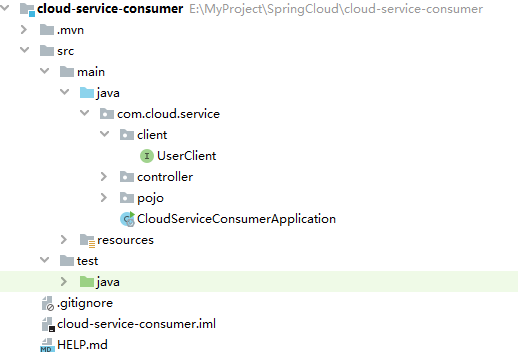 cloud-service-consumer E:\MyProject\SpringCloud\cloud-service-consumer
.mvn
src
main
java
com.cloud.service
client
I UserClient
controller
pojo
CloudServiceConsumerApplication
resources
test
java
.gitignore
cloud-service-consumer.iml
MD HELP.md